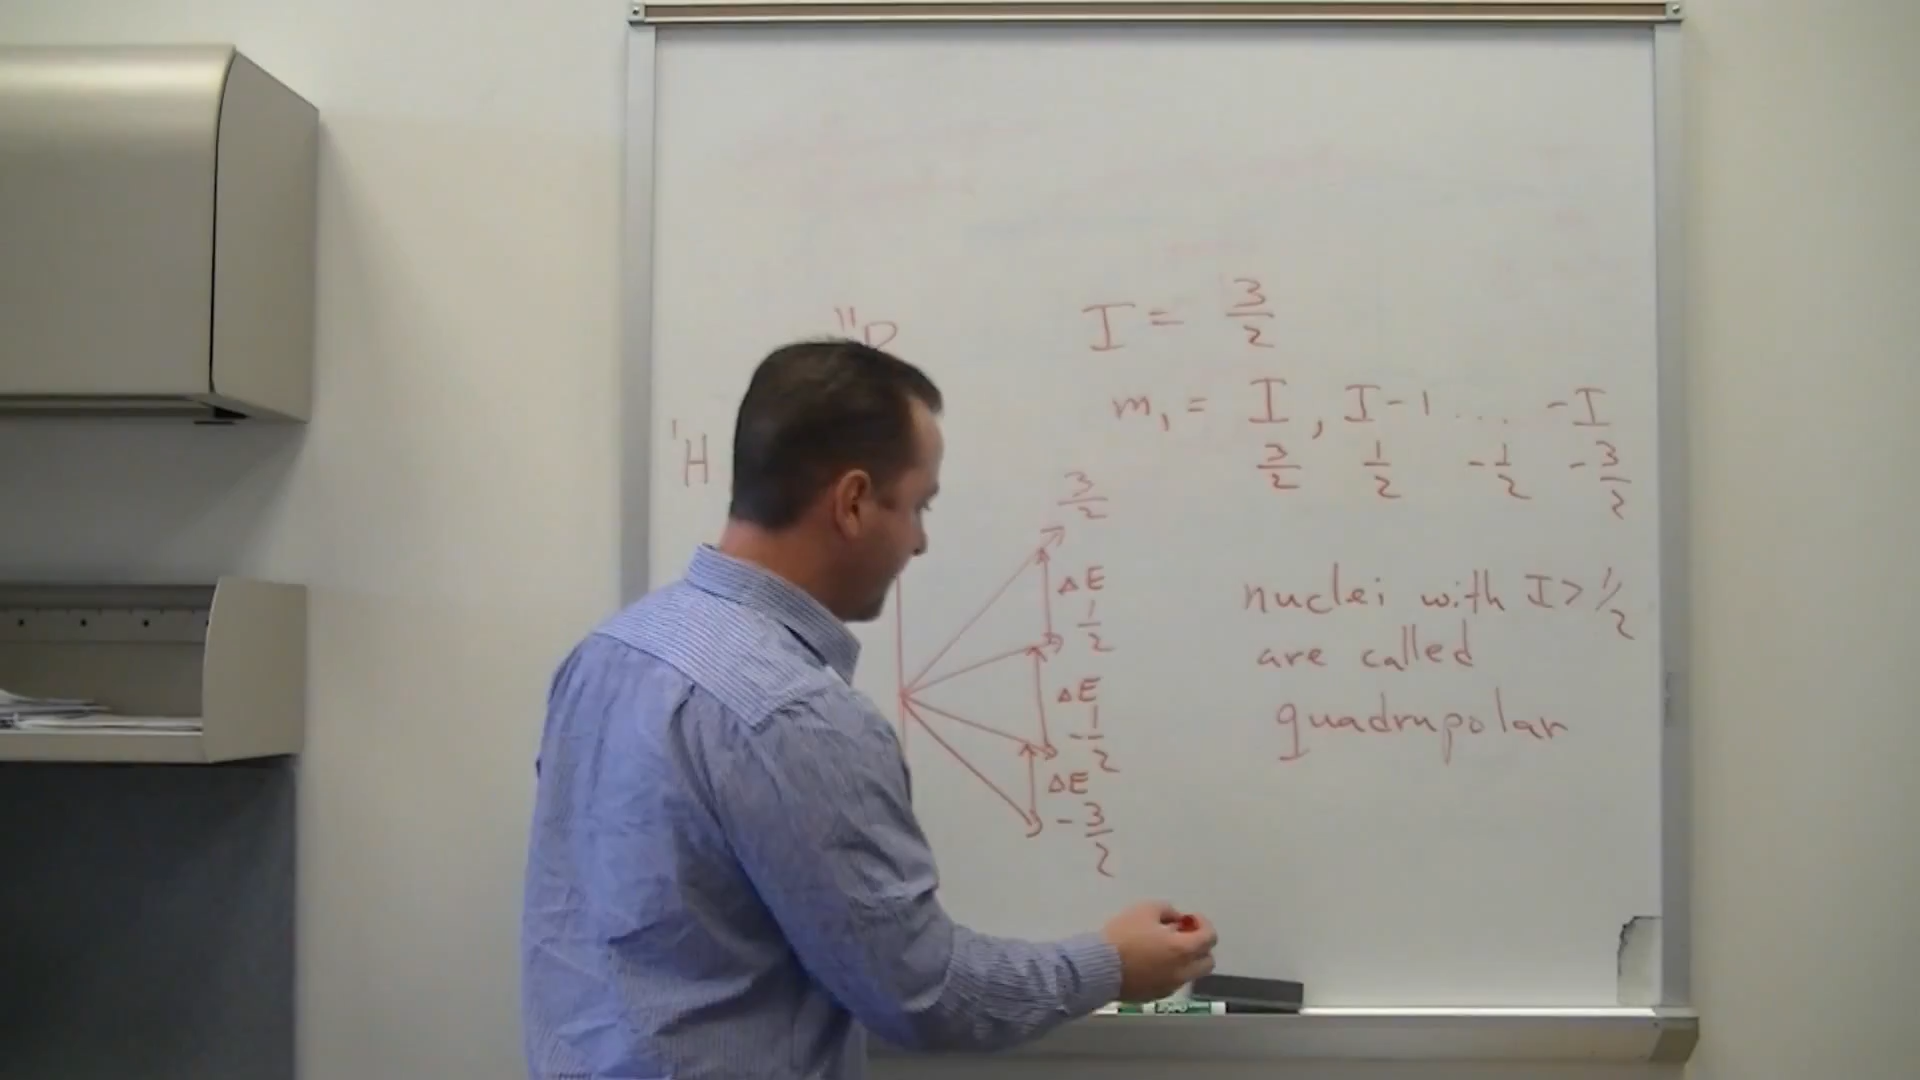 11B
I = 3/2
m₁ = I, I-1 ... -I
3/2 1/2 -1/2 -3/2
1H
3/2
ΔE
1/2
ΔE
-1/2
ΔE
-3/2
nuclei with I > 1/2
are called
quadrupolar